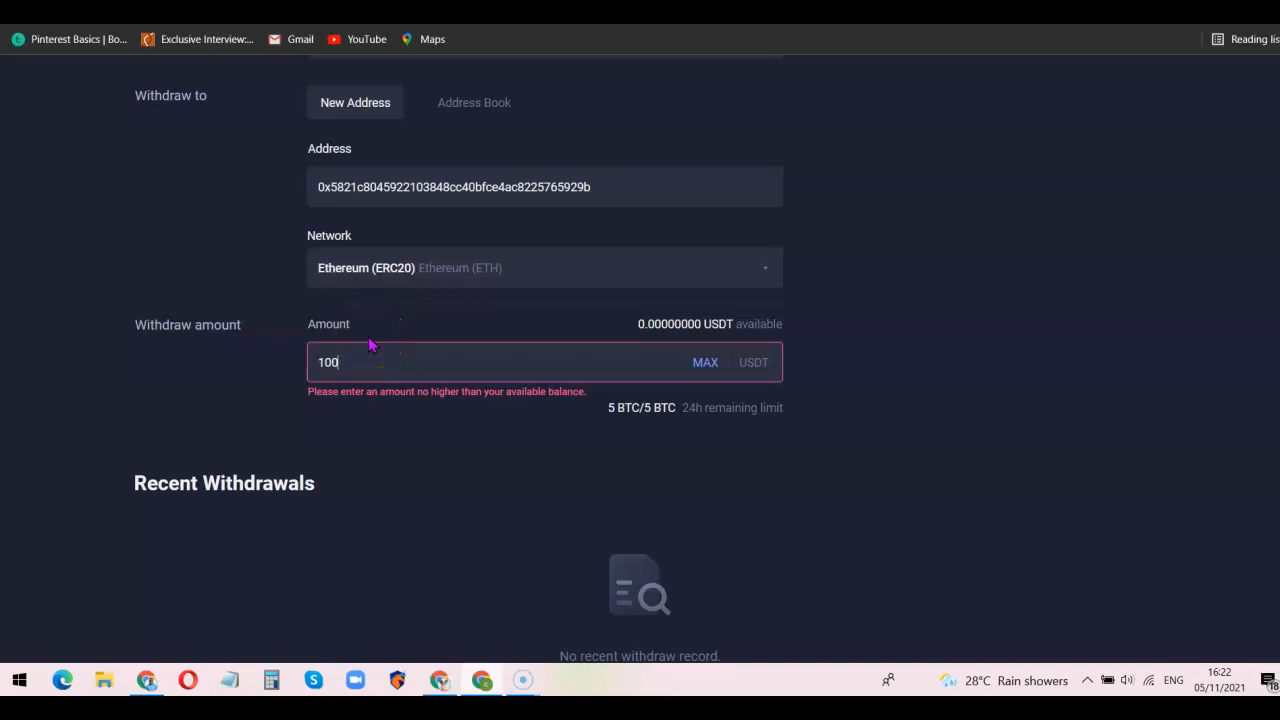 Pinterest Basics | Bo... Exclusive Interview:... Gmail YouTube Maps Reading list
Withdraw to New Address Address Book
Address
0x5821c8045922103848cc40bfce4ac8225765929b
Network
Ethereum (ERC20) Ethereum (ETH)
Withdraw amount Amount 0.00000000 USDT available
100 MAX USDT
Please enter an amount no higher than your available balance.
5 BTC/5 BTC 24h remaining limit
Recent Withdrawals
No recent withdraw record.
28°C Rain showers ENG 16:22
05/11/2021 18